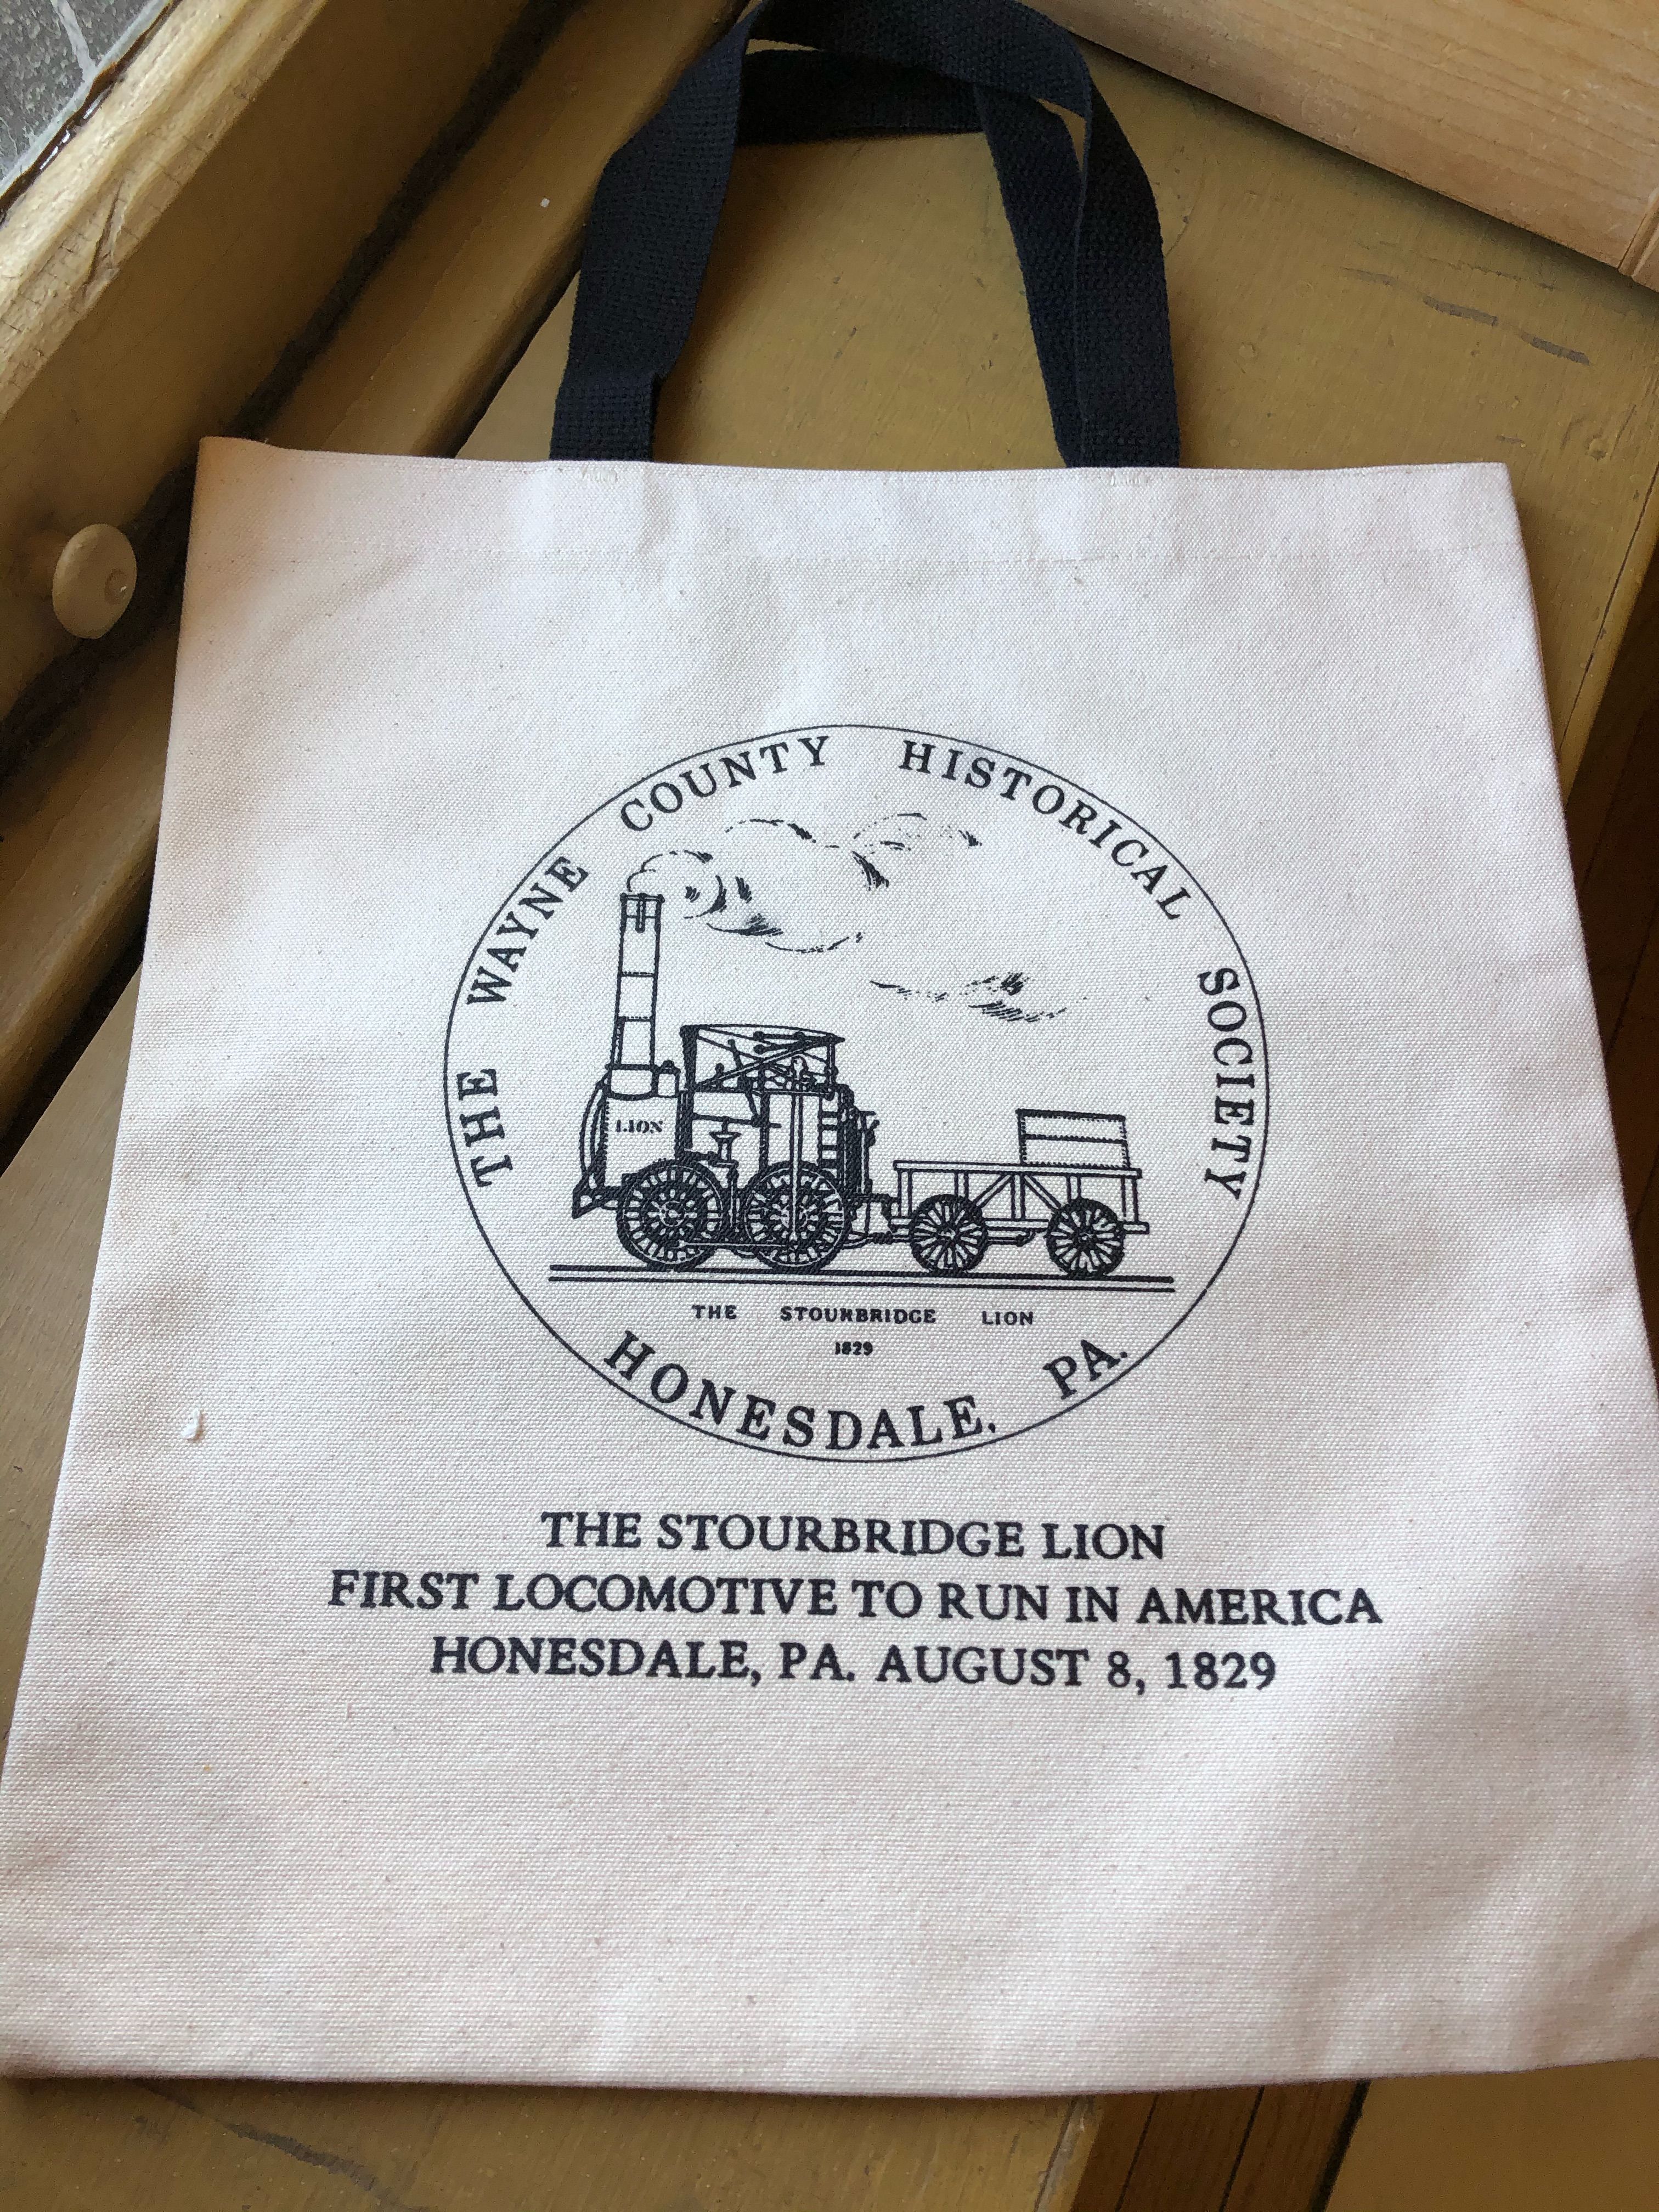 THE WAYNE COUNTY HISTORICAL SOCIETY
LION
THE STOURBRIDGE LION
1829
HONESDALE, PA.
THE STOURBRIDGE LION
FIRST LOCOMOTIVE TO RUN IN AMERICA
HONESDALE, PA. AUGUST 8, 1829